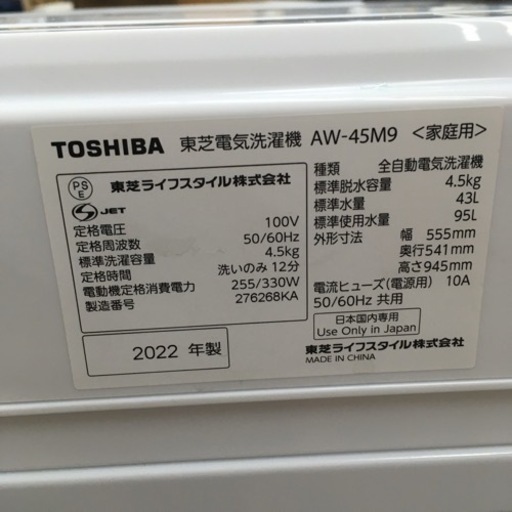 TOSHIBA 東芝電気洗濯機 AW-45M9 <家庭用>
PS
E
東芝ライフスタイル株式会社
S JET
定格電圧 100V
定格周波数 50/60Hz
標準洗濯容量 4.5kg
定格時間 洗いのみ 12分
電動機定格消費電力 255/330W
製造番号 276268KA
2022 年製
種類 全自動電気洗濯機
標準脱水容量 4.5kg
標準水量 43L
標準使用水量 95L
外形寸法 幅 555mm
奥行541mm
高さ945mm
電流ヒューズ(電源用) 10A
50/60Hz 共用
日本国内専用
Use Only in Japan
東芝ライフスタイル株式会社
MADE IN CHINA